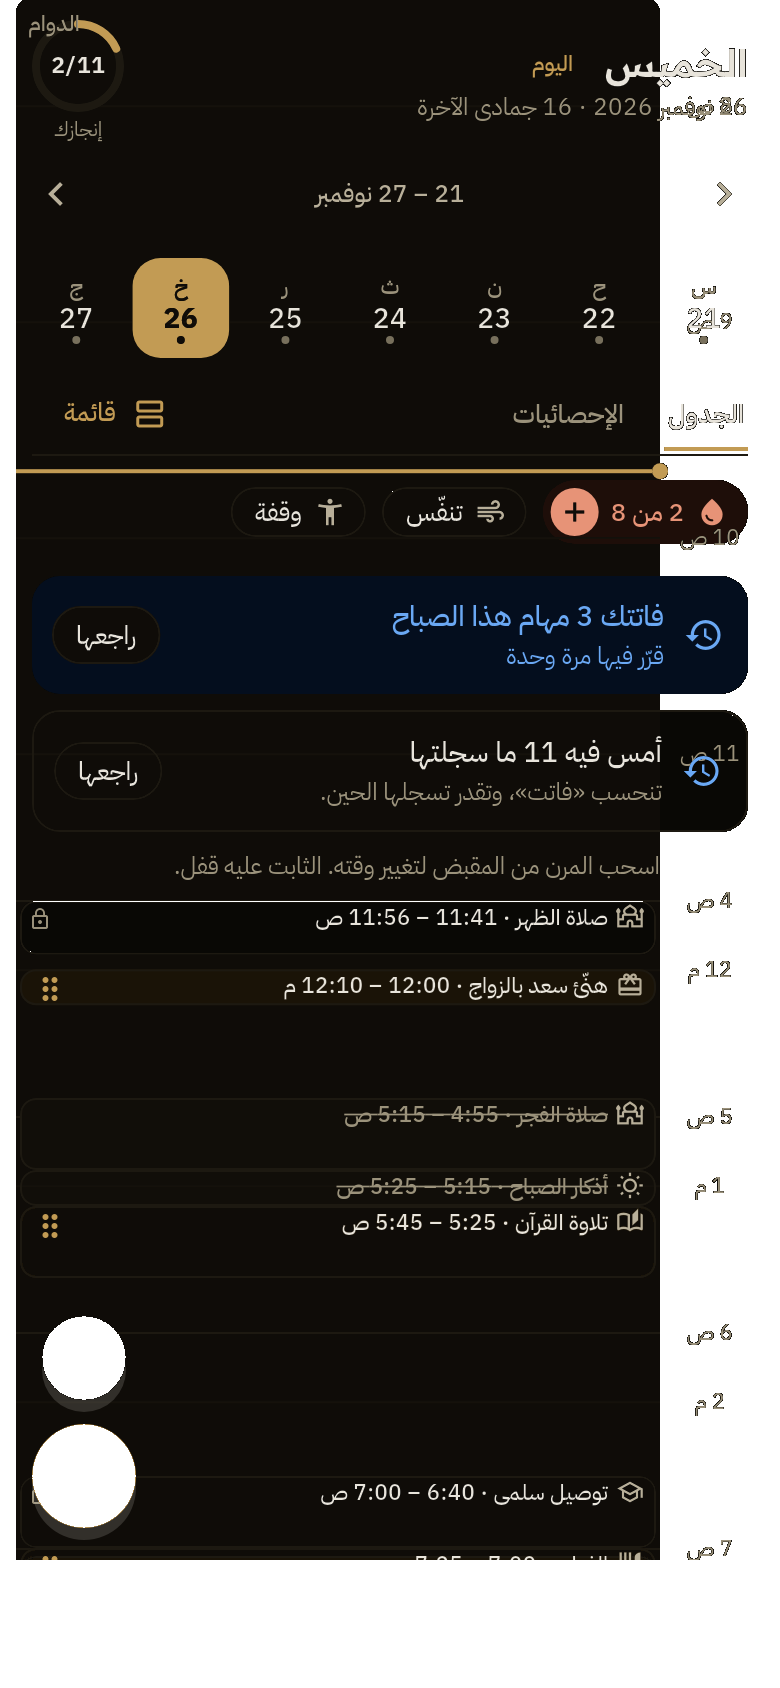 الدوام
الخميس اليوم
2/11
26 نوفمبر 2026 · 16 جمادى الآخرة
إنجازك
21 – 27 نوفمبر
س ح ن ث ر خ ج
22 23 24 25 26 27
الجدول الإحصائيات قائمة
2 من 8 تنفّس وقفة
10 ص
فاتتك 3 مهام هذا الصباح
قرّر فيها مرة وحدة
راجعها
أمس فيه 11 ما سجلتها
11 ص
تنحسب «فاتت»، وتقدر تسجلها الحين.
راجعها
اسحب المرن من المقبض لتغيير وقته. الثابت عليه قفل.
4 ص
صلاة الظهر · 11:41 – 11:56 ص
12 م
هنّئ سعد بالزواج · 12:00 – 12:10 م
5 ص
صلاة الفجر · 4:55 – 5:15 ص
1 م
أذكار الصباح · 5:15 – 5:25 ص
تلاوة القرآن · 5:25 – 5:45 ص
6 ص
2 م
توصيل سلمى · 6:40 – 7:00 ص
7 ص